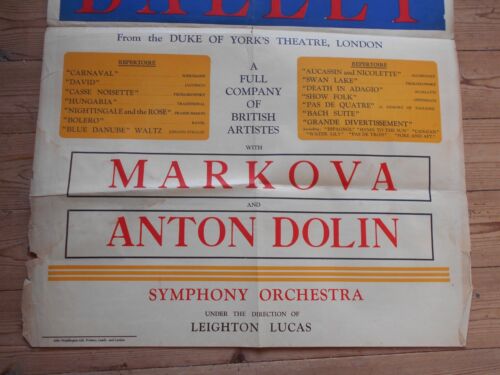 BALLET
From the DUKE OF YORK'S THEATRE, LONDON
REPERTOIRE
"CARNAVAL"
"DAVID"
"CASSE NOISETTE"
"HUNGARIA"
"NIGHTINGALE and the ROSE"
"BOLERO"
"BLUE DANUBE" WALTZ
A
FULL
COMPANY
OF
BRITISH
ARTISTES
REPERTOIRE
"AUCASSIN and NICOLETTE"
"SWAN LAKE"
"DEATH IN ADAGIO"
"SHOW FOLK"
"PAS DE QUATRE"
"BACH SUITE"
"GRANDE DIVERTISSEMENT"
WITH
MARKOVA
AND
ANTON DOLIN
SYMPHONY ORCHESTRA
UNDER THE DIRECTION OF
LEIGHTON LUCAS